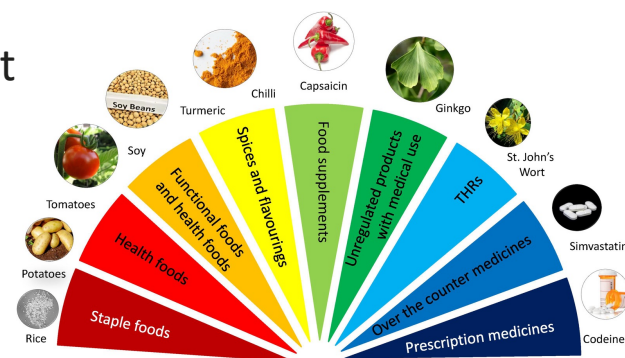 t
Capsaicin
Chilli
Turmeric
Ginkgo
Soy Beans
Soy
St. John's
Wort
Tomatoes
Simvastatin
Potatoes
Codeine
Rice
Staple foods
Health foods
Functional foods
and health foods
Spices and flavourings
Food supplements
Unregulated products
with medical use
THRs
Over the counter medicines
Prescription medicines